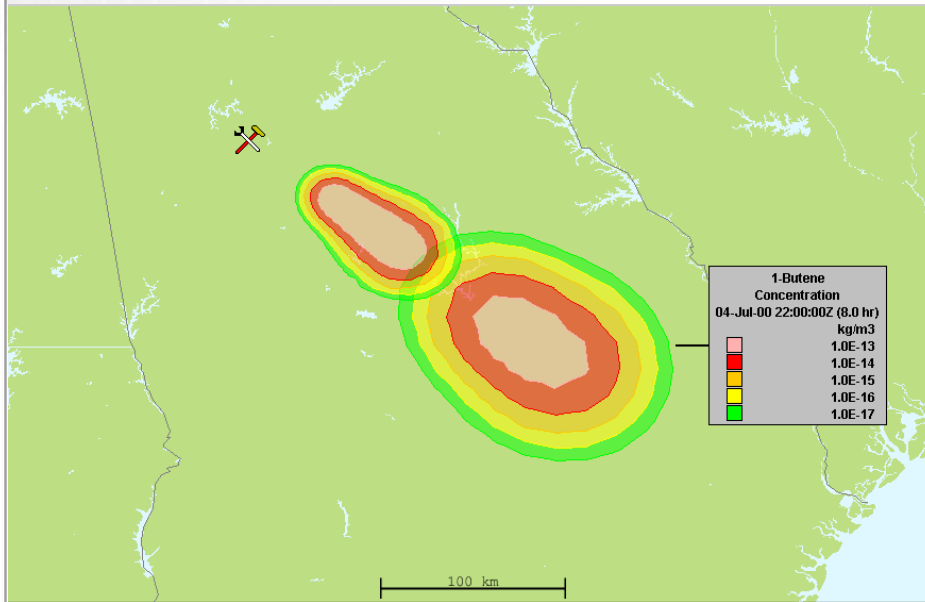 1-Butene
Concentration
04-Jul-00 22:00:00Z (8.0 hr)
kg/m3
1.0E-13
1.0E-14
1.0E-15
1.0E-16
1.0E-17
100 km